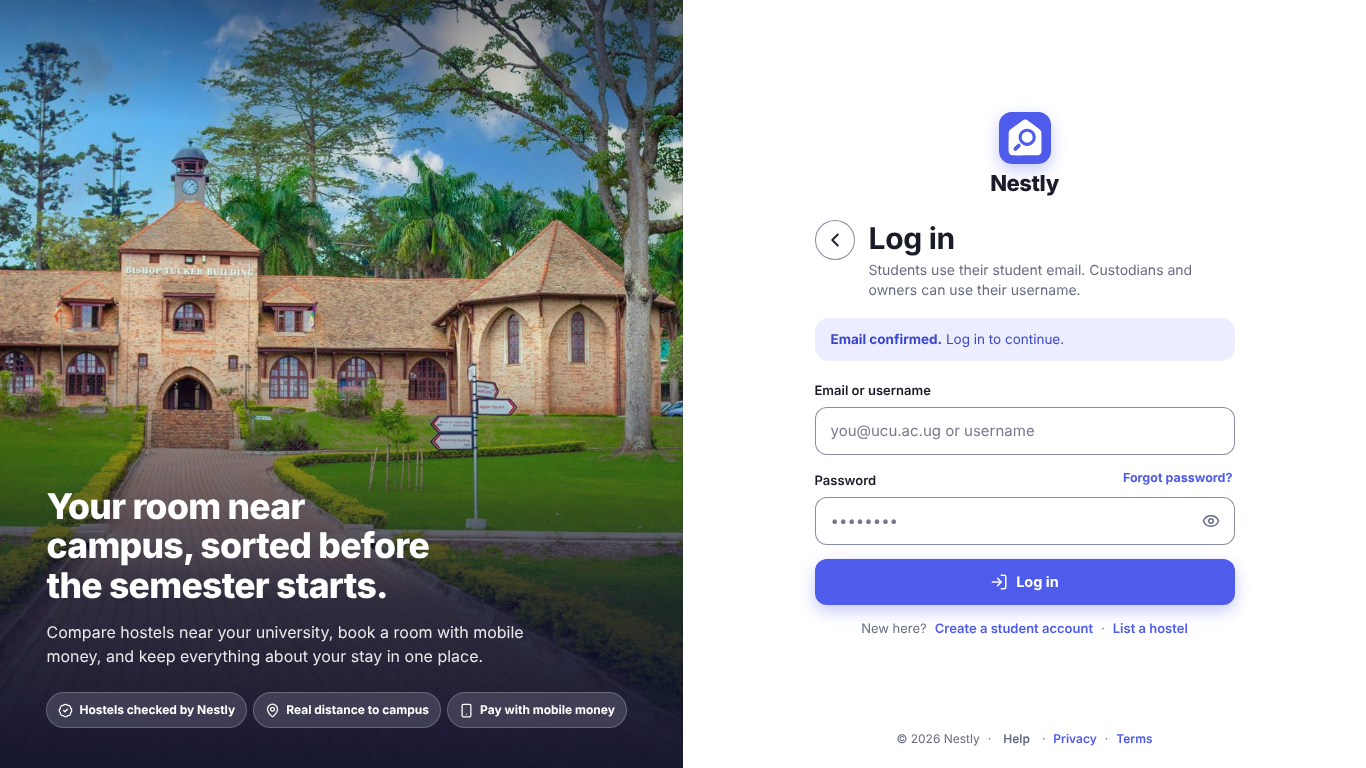 BISHOP TUCKER BUILDING
Your room near
campus, sorted before
the semester starts.
Compare hostels near your university, book a room with mobile
money, and keep everything about your stay in one place.
Hostels checked by Nestly
Real distance to campus
Pay with mobile money
Nestly
Log in
Students use their student email. Custodians and
owners can use their username.
Email confirmed. Log in to continue.
Email or username
you@ucu.ac.ug or username
Password
Forgot password?
Log in
New here? Create a student account · List a hostel
© 2026 Nestly · Help · Privacy · Terms